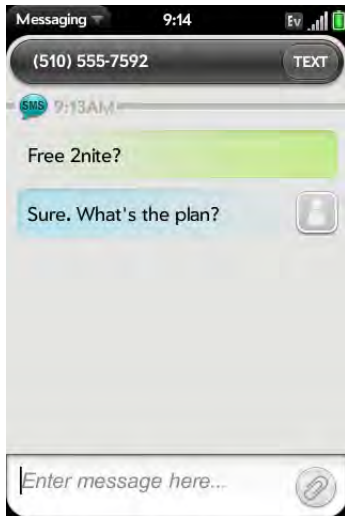 Messaging 9:14 Ev
(510) 555-7592 TEXT
SMS 9:13AM
Free 2nite?
Sure. What's the plan?
Enter message here...